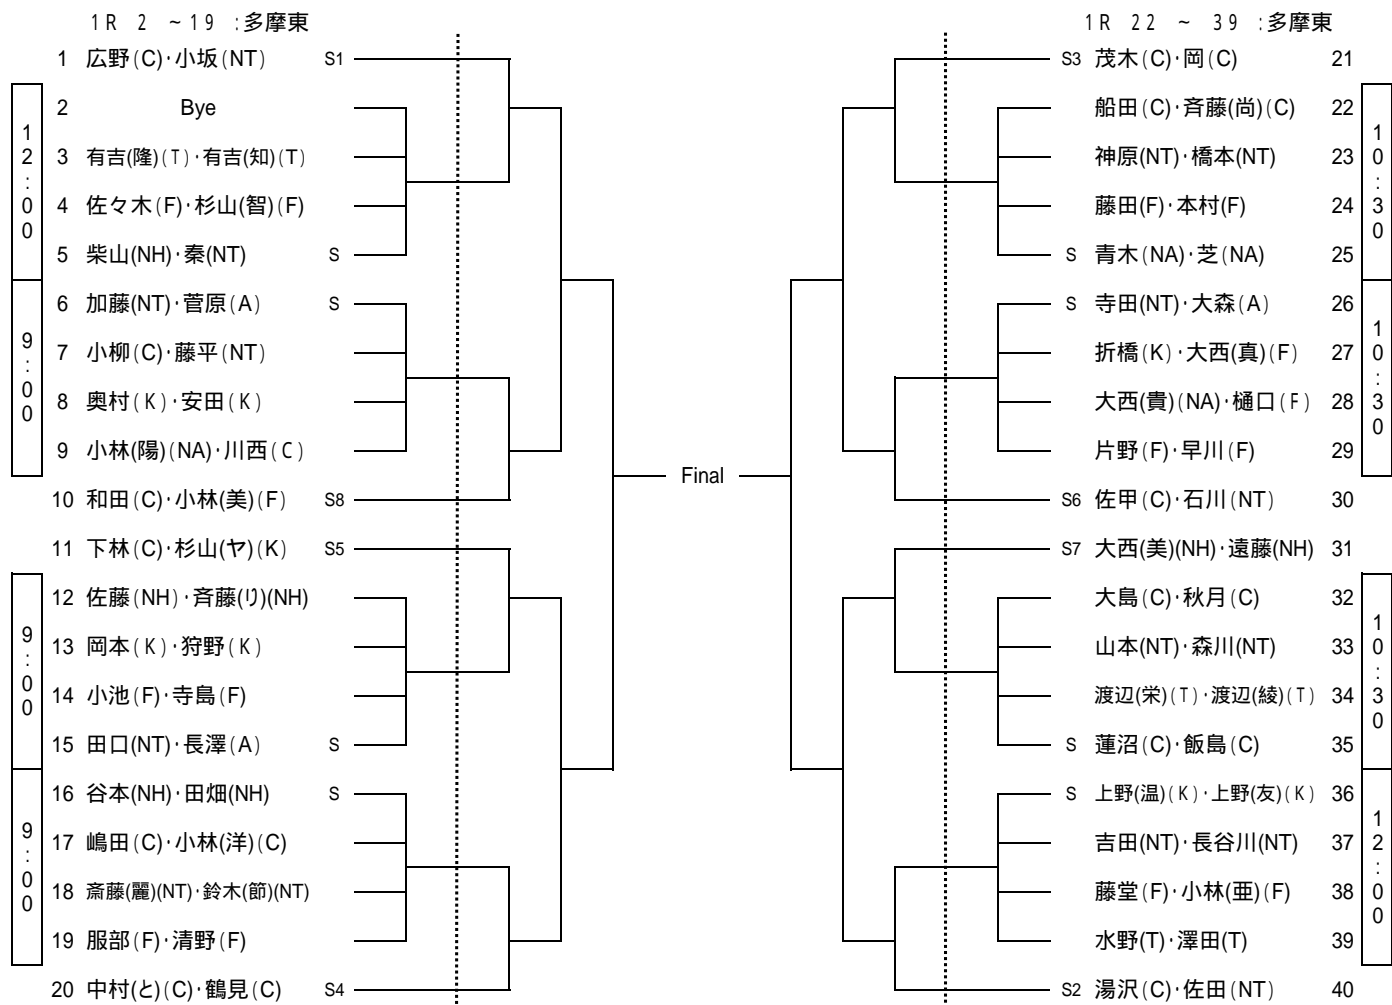 1R 2 ~19 :多摩東
1 広野(C)・小坂(NT) S1
2 Bye
3 有吉(隆)(T)・有吉(知)(T)
4 佐々木(F)・杉山(智)(F)
5 柴山(NH)・秦(NT) S
12:00
6 加藤(NT)・菅原(A) S
7 小柳(C)・藤平(NT)
8 奥村(K)・安田(K)
9 小林(陽)(NA)・川西(C)
9:00
10 和田(C)・小林(美)(F) S8
11 下林(C)・杉山(ヤ)(K) S5
12 佐藤(NH)・斉藤(り)(NH)
13 岡本(K)・狩野(K)
14 小池(F)・寺島(F)
15 田口(NT)・長澤(A) S
9:00
16 谷本(NH)・田畑(NH) S
17 嶋田(C)・小林(洋)(C)
18 斎藤(麗)(NT)・鈴木(節)(NT)
19 服部(F)・清野(F)
9:00
20 中村(と)(C)・鶴見(C) S4
Final
1R 22 ~ 39 :多摩東
S3 茂木(C)・岡(C) 21
船田(C)・斉藤(尚)(C) 22
神原(NT)・橋本(NT) 23
藤田(F)・本村(F) 24
S 青木(NA)・芝(NA) 25
10:30
S 寺田(NT)・大森(A) 26
折橋(K)・大西(真)(F) 27
大西(貴)(NA)・樋口(F) 28
片野(F)・早川(F) 29
10:30
S6 佐甲(C)・石川(NT) 30
S7 大西(美)(NH)・遠藤(NH) 31
大島(C)・秋月(C) 32
山本(NT)・森川(NT) 33
渡辺(栄)(T)・渡辺(綾)(T) 34
S 蓮沼(C)・飯島(C) 35
10:30
S 上野(温)(K)・上野(友)(K) 36
吉田(NT)・長谷川(NT) 37
藤堂(F)・小林(亜)(F) 38
水野(T)・澤田(T) 39
12:00
S2 湯沢(C)・佐田(NT) 40